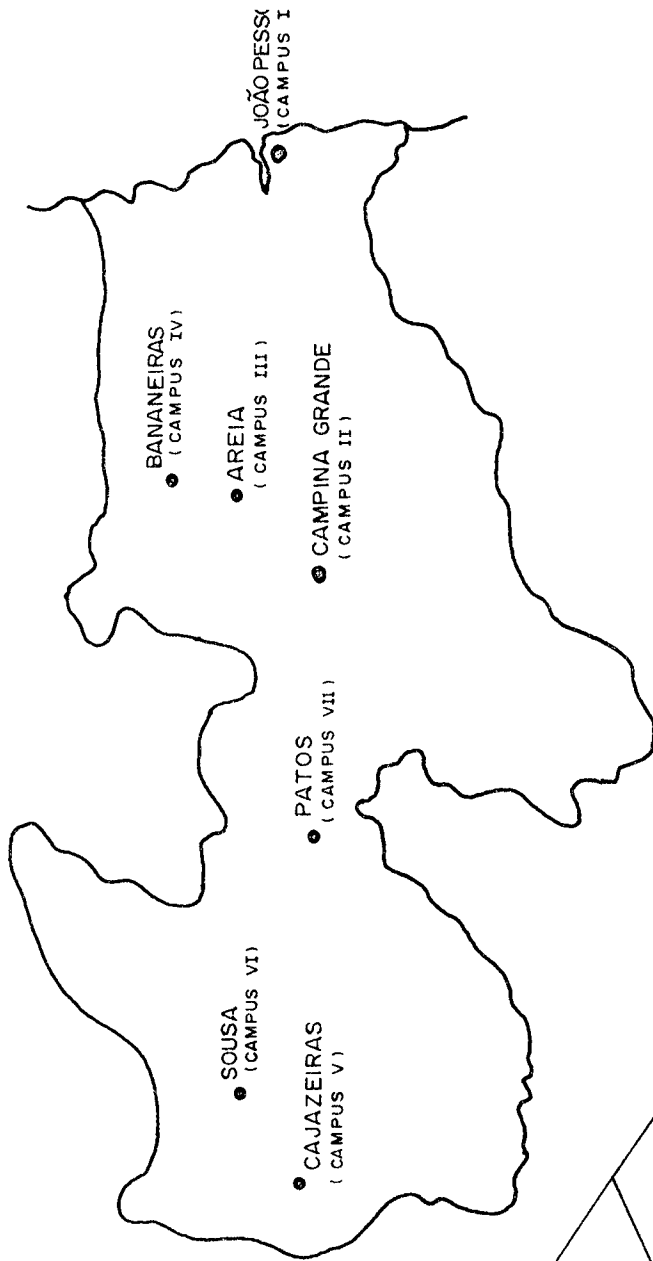 JOÃO PESSO
(CAMPUS I
BANANEIRAS
(CAMPUS IV)
AREIA
(CAMPUS III)
CAMPINA GRANDE
(CAMPUS II)
PATOS
(CAMPUS VII)
SOUSA
(CAMPUS VI)
CAJAZEIRAS
(CAMPUS V)